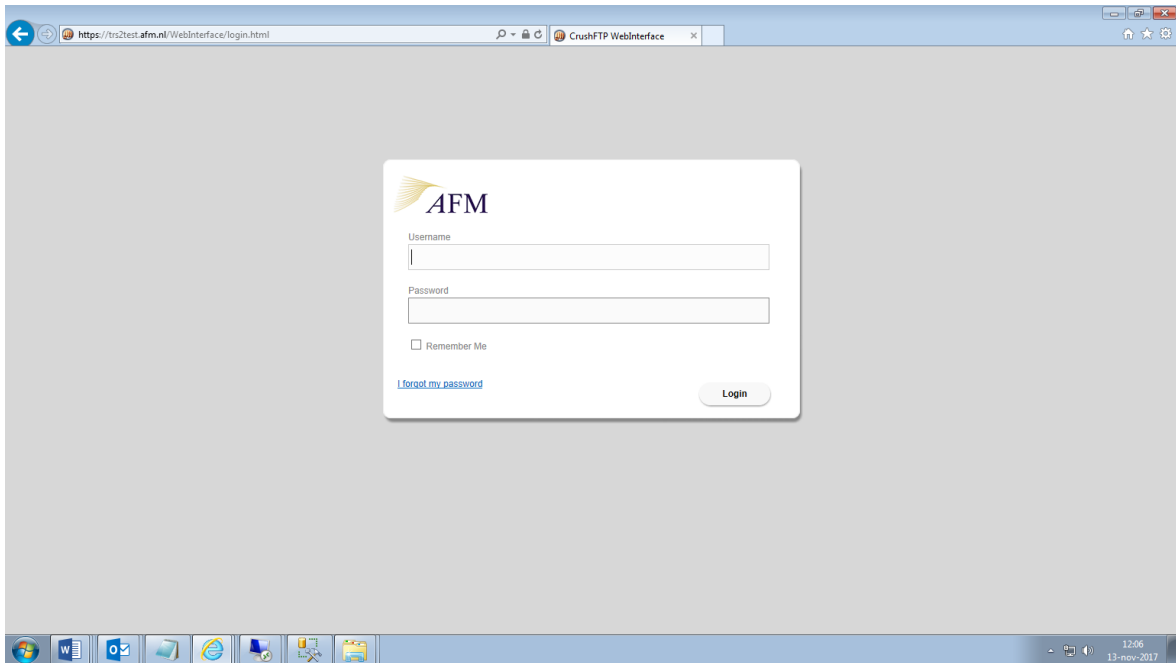 https://trs2test.afm.nl/WebInterface/login.html
CrushFTP WebInterface
AFM
Username
Password
Remember Me
I forgot my password
Login
12:06
13-nov-2017